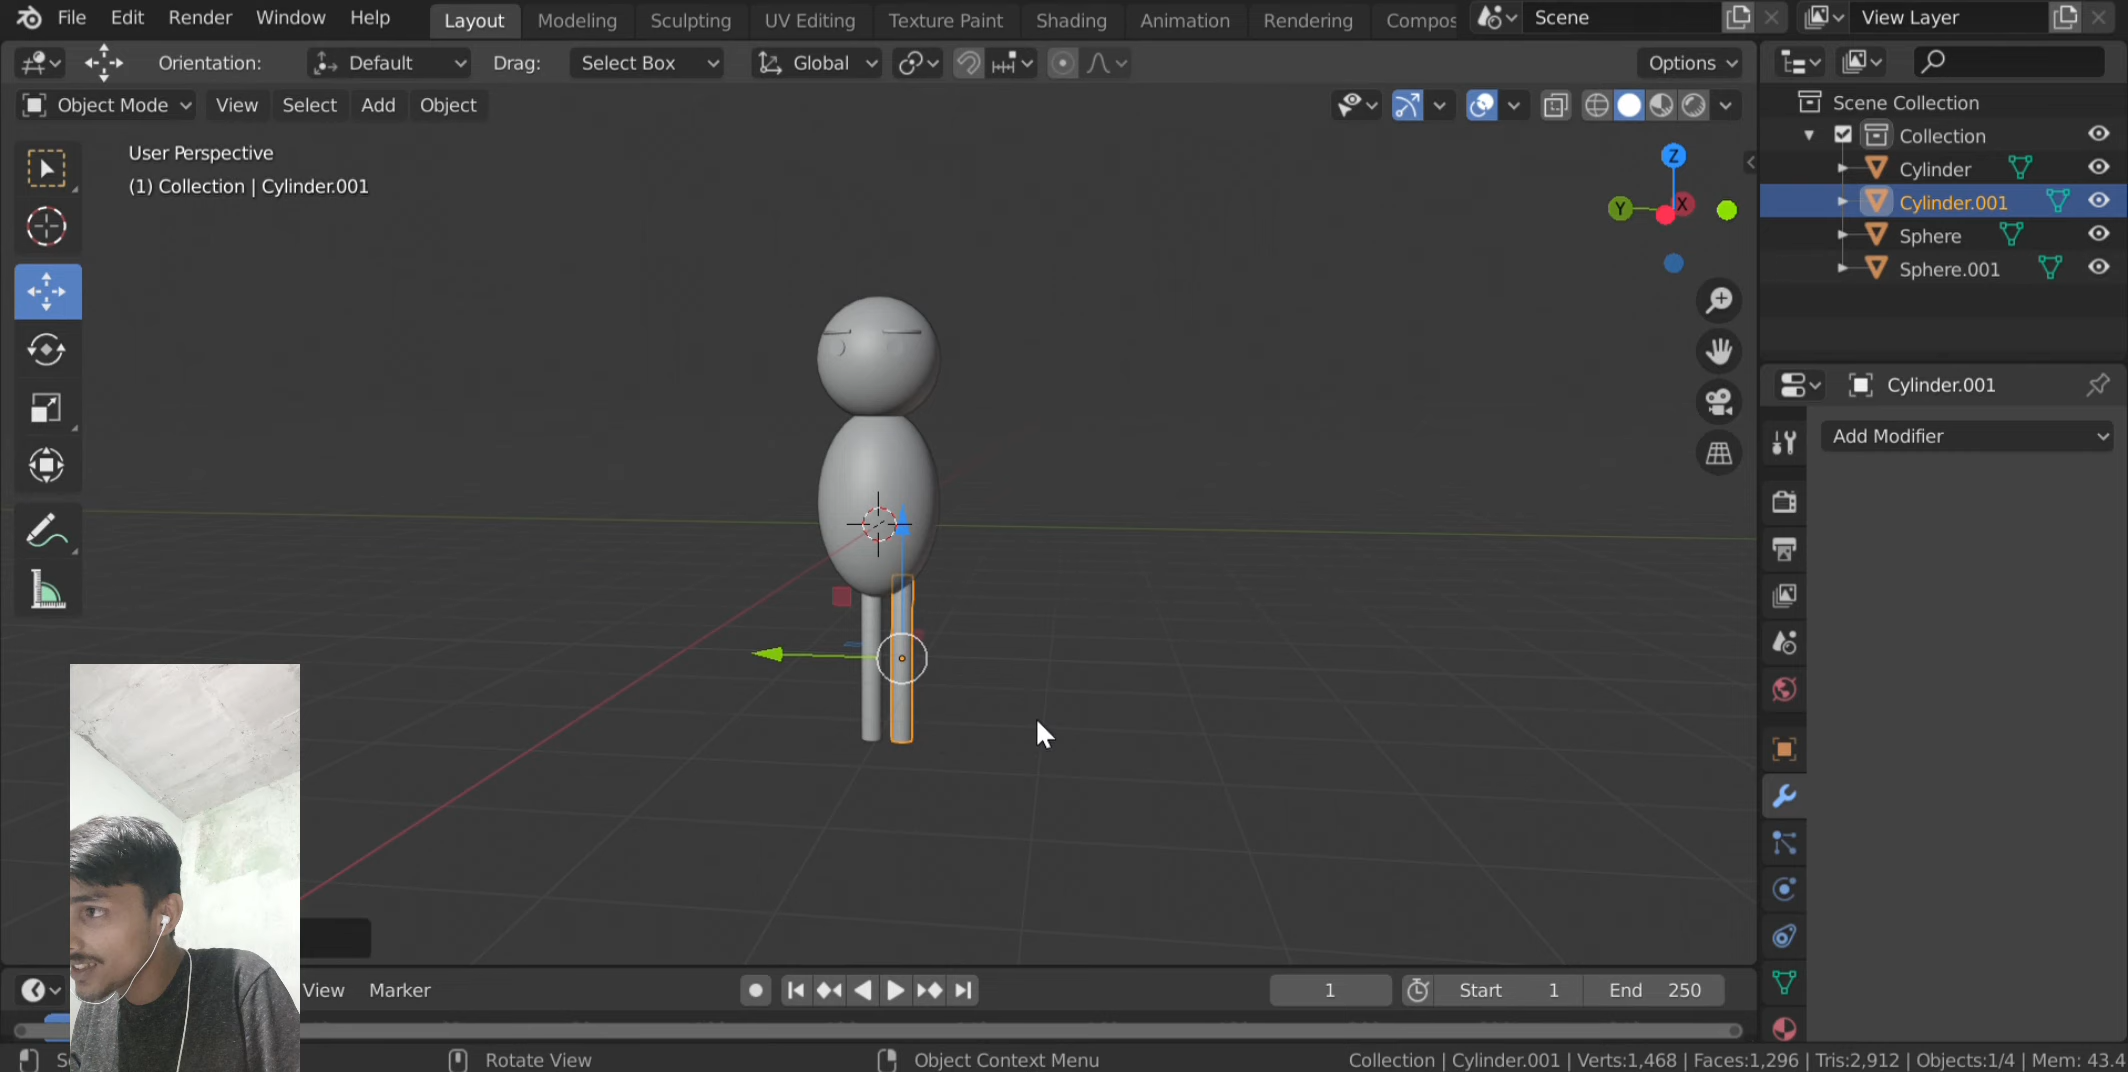 File Edit Render Window Help Layout Modeling Sculpting UV Editing Texture Paint Shading Animation Rendering Compos Scene View Layer
Orientation: Default Drag: Select Box Global Options
Object Mode View Select Add Object
User Perspective
(1) Collection | Cylinder.001
Z
Y X
Scene Collection
Collection
Cylinder
Cylinder.001
Sphere
Sphere.001
Cylinder.001
Add Modifier
View Marker 1 Start 1 End 250
Rotate View Object Context Menu Collection | Cylinder.001 | Verts:1,468 | Faces:1,296 | Tris:2,912 | Objects:1/4 | Mem: 43.4